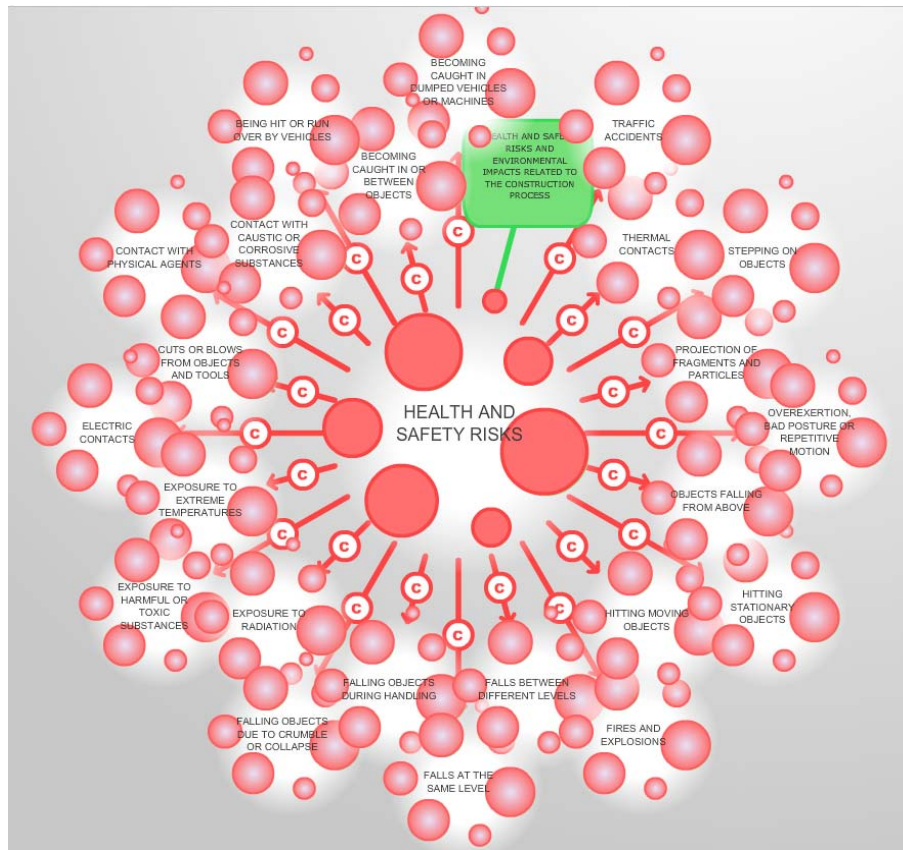 BECOMING
CAUGHT IN
DUMPED VEHICLES
OR MACHINES
BEING HIT OR RUN
OVER BY VEHICLES
TRAFFIC
ACCIDENTS
BECOMING
CAUGHT IN OR
BETWEEN
OBJECTS
HEALTH AND SAFETY
RISKS AND
ENVIRONMENTAL
IMPACTS RELATED TO
THE CONSTRUCTION
PROCESS
CONTACT WITH
CAUSTIC OR
CORROSIVE
SUBSTANCES
THERMAL
CONTACTS
CONTACT WITH
PHYSICAL AGENTS
STEPPING ON
OBJECTS
C
C
C
C
C
C
C
C
CUTS OR BLOWS
FROM OBJECTS
AND TOOLS
PROJECTION OF
FRAGMENTS AND
PARTICLES
C
C
HEALTH AND
SAFETY RISKS
ELECTRIC
CONTACTS
OVEREXERTION,
BAD POSTURE OR
REPETITIVE
MOTION
C
C
C
C
EXPOSURE TO
EXTREME
TEMPERATURES
OBJECTS FALLING
FROM ABOVE
C
C
C
C
EXPOSURE TO
HARMFUL OR
TOXIC
SUBSTANCES
EXPOSURE TO
RADIATION
HITTING MOVING
OBJECTS
HITTING
STATIONARY
OBJECTS
C
C
C
C
C
FALLING OBJECTS
DURING HANDLING
FALLS BETWEEN
DIFFERENT LEVELS
FALLING OBJECTS
DUE TO CRUMBLE
OR COLLAPSE
FIRES AND
EXPLOSIONS
FALLS AT THE
SAME LEVEL